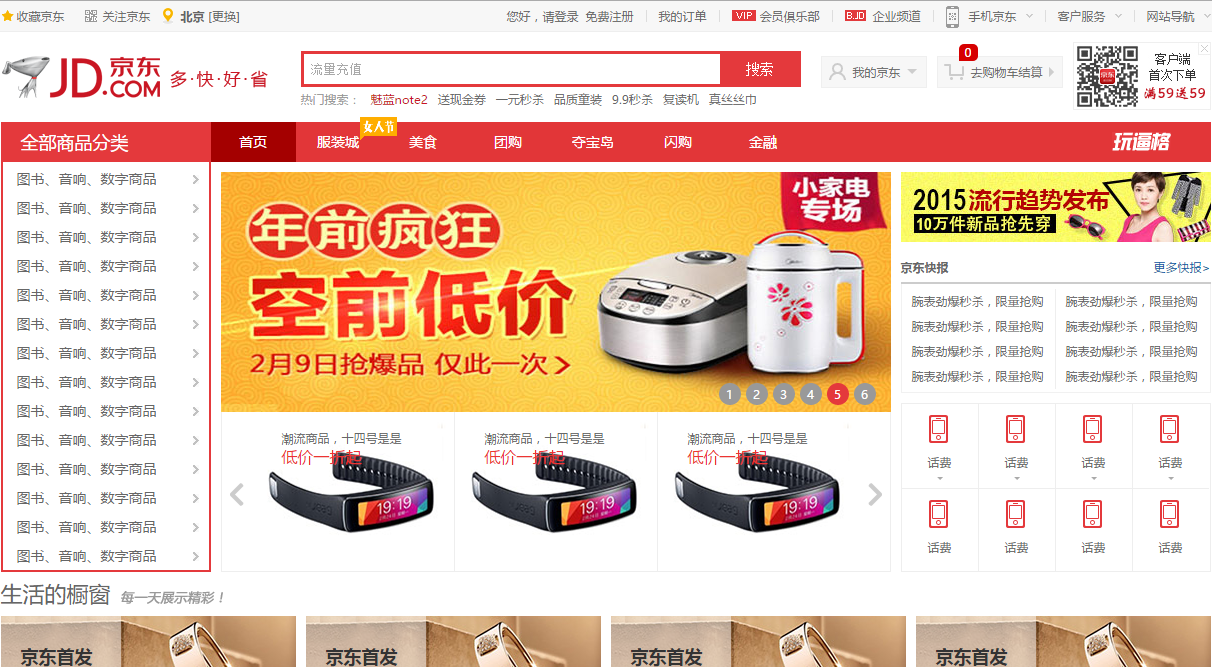 收藏京东 关注京东 北京 [更换] 您好，请登录 免费注册 我的订单 VIP 会员俱乐部 BJD 企业频道 手机京东 客户服务 网站导航
JD.COM 京东 多·快·好·省
流量充值 搜索
热门搜索： 魅蓝note2 送现金券 一元秒杀 品质童装 9.9秒杀 复读机 真丝丝巾
我的京东 0 去购物车结算
京东
客户端
首次下单
满59送59
全部商品分类 首页 服装城 女人节 美食 团购 夺宝岛 闪购 金融 玩逼格
图书、音响、数字商品
图书、音响、数字商品
图书、音响、数字商品
图书、音响、数字商品
图书、音响、数字商品
图书、音响、数字商品
图书、音响、数字商品
图书、音响、数字商品
图书、音响、数字商品
图书、音响、数字商品
图书、音响、数字商品
图书、音响、数字商品
图书、音响、数字商品
图书、音响、数字商品
小家电
专场
年前疯狂
空前低价
2月9日抢爆品 仅此一次 >
1 2 3 4 5 6
潮流商品，十四号是是
低价一折起
19:19
潮流商品，十四号是是
低价一折起
19:19
潮流商品，十四号是是
低价一折起
19:19
2015流行趋势发布
10万件新品抢先穿
京东快报 更多快报>
腕表劲爆秒杀，限量抢购 腕表劲爆秒杀，限量抢购
腕表劲爆秒杀，限量抢购 腕表劲爆秒杀，限量抢购
腕表劲爆秒杀，限量抢购 腕表劲爆秒杀，限量抢购
腕表劲爆秒杀，限量抢购 腕表劲爆秒杀，限量抢购
话费 话费 话费 话费
话费 话费 话费 话费
生活的橱窗 每一天展示精彩！
京东首发 京东首发 京东首发 京东首发